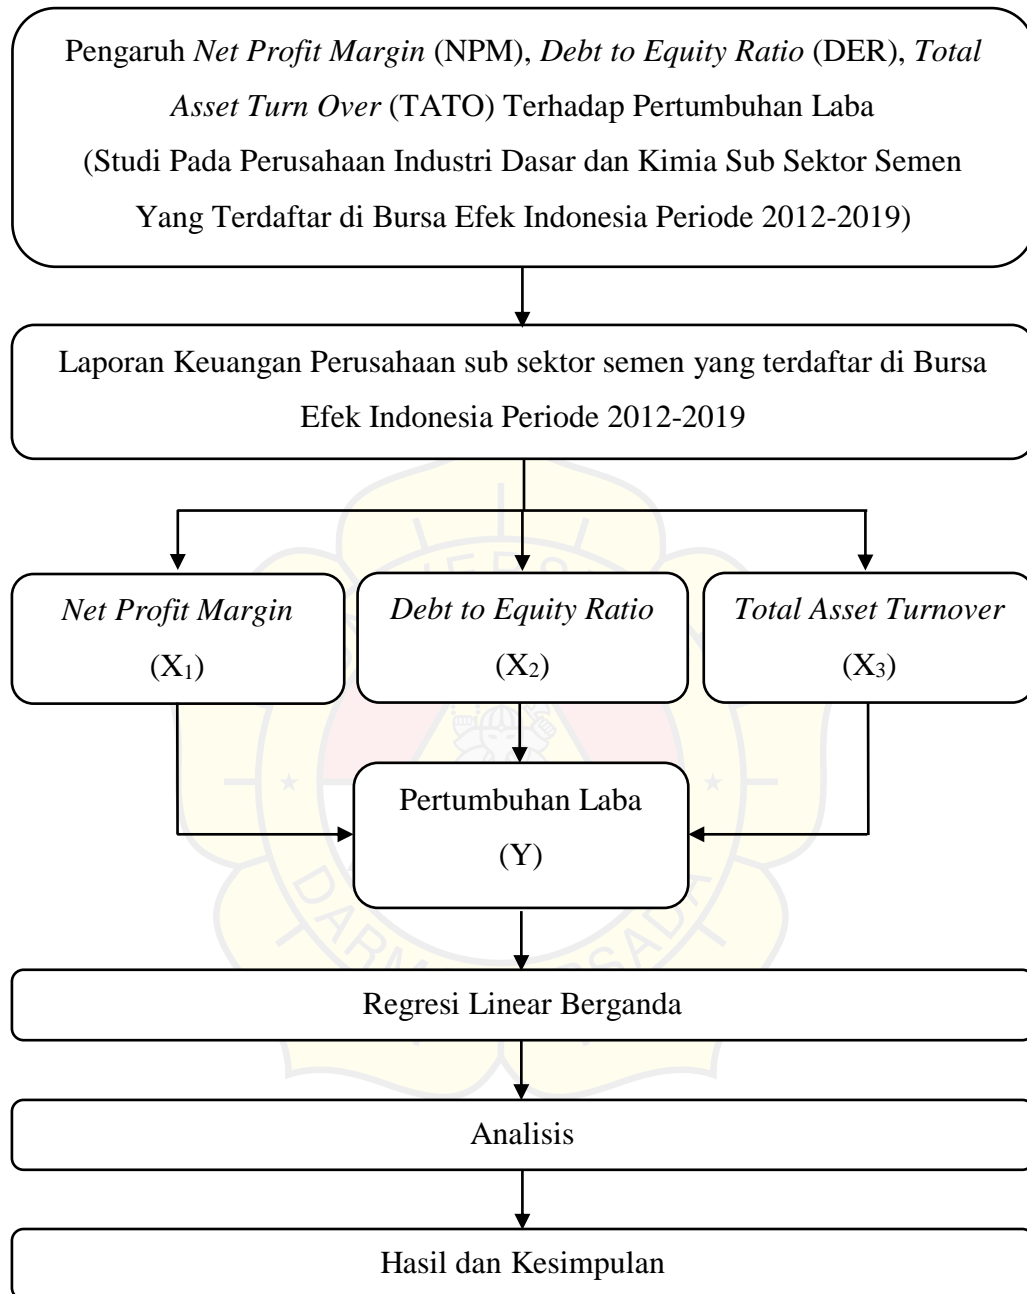 Pengaruh Net Profit Margin (NPM), Debt to Equity Ratio (DER), Total
Asset Turn Over (TATO) Terhadap Pertumbuhan Laba
(Studi Pada Perusahaan Industri Dasar dan Kimia Sub Sektor Semen
Yang Terdaftar di Bursa Efek Indonesia Periode 2012-2019)
Laporan Keuangan Perusahaan sub sektor semen yang terdaftar di Bursa
Efek Indonesia Periode 2012-2019
Net Profit Margin
(X₁)
Debt to Equity Ratio
(X₂)
Total Asset Turnover
(X₃)
Pertumbuhan Laba
(Y)
Regresi Linear Berganda
Analisis
Hasil dan Kesimpulan